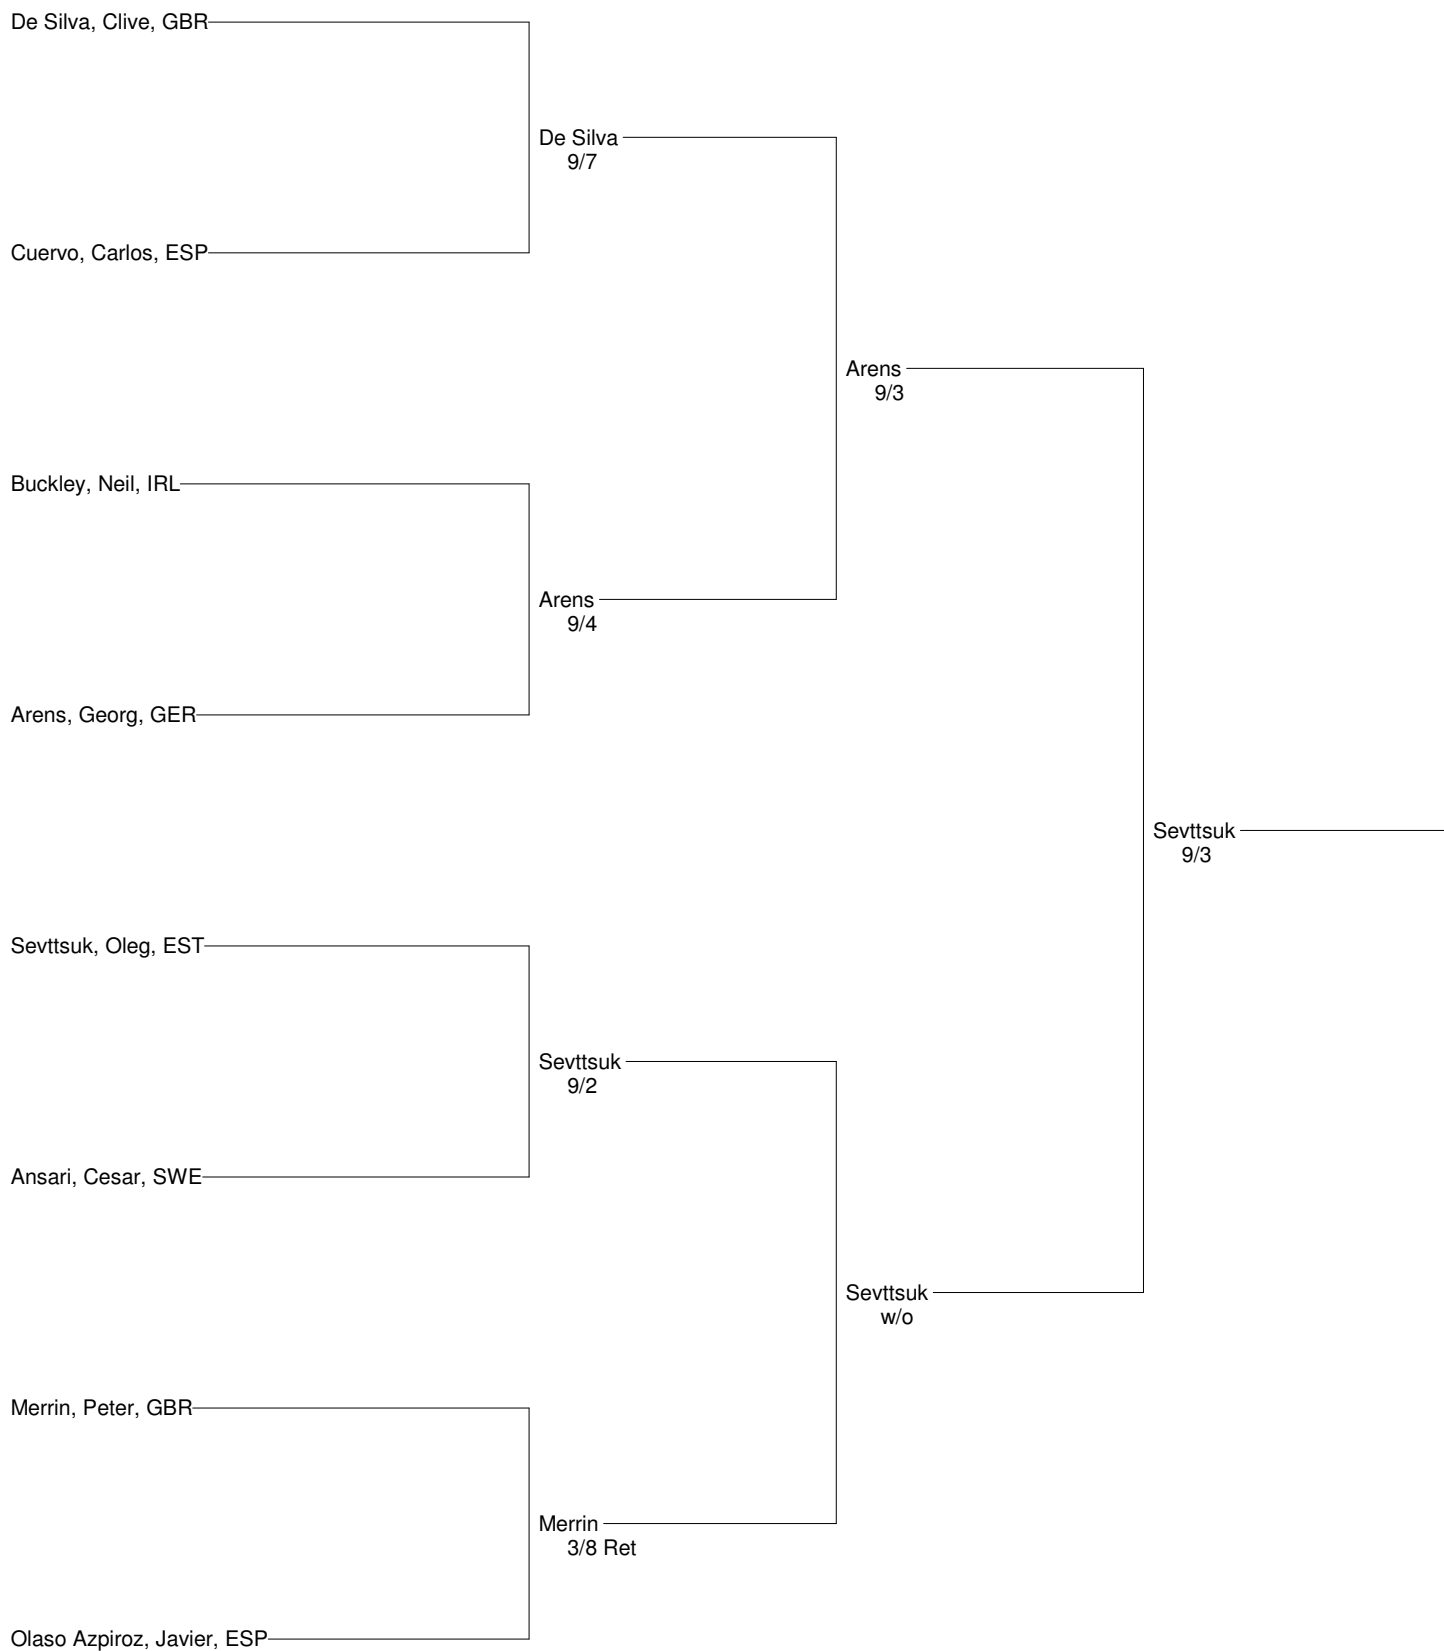 De Silva, Clive, GBR
De Silva
9/7
Cuervo, Carlos, ESP
Arens
9/3
Buckley, Neil, IRL
Arens
9/4
Arens, Georg, GER
Sevttsuk
9/3
Sevttsuk, Oleg, EST
Sevttsuk
9/2
Ansari, Cesar, SWE
Sevttsuk
w/o
Merrin, Peter, GBR
Merrin
3/8 Ret
Olaso Azpiroz, Javier, ESP